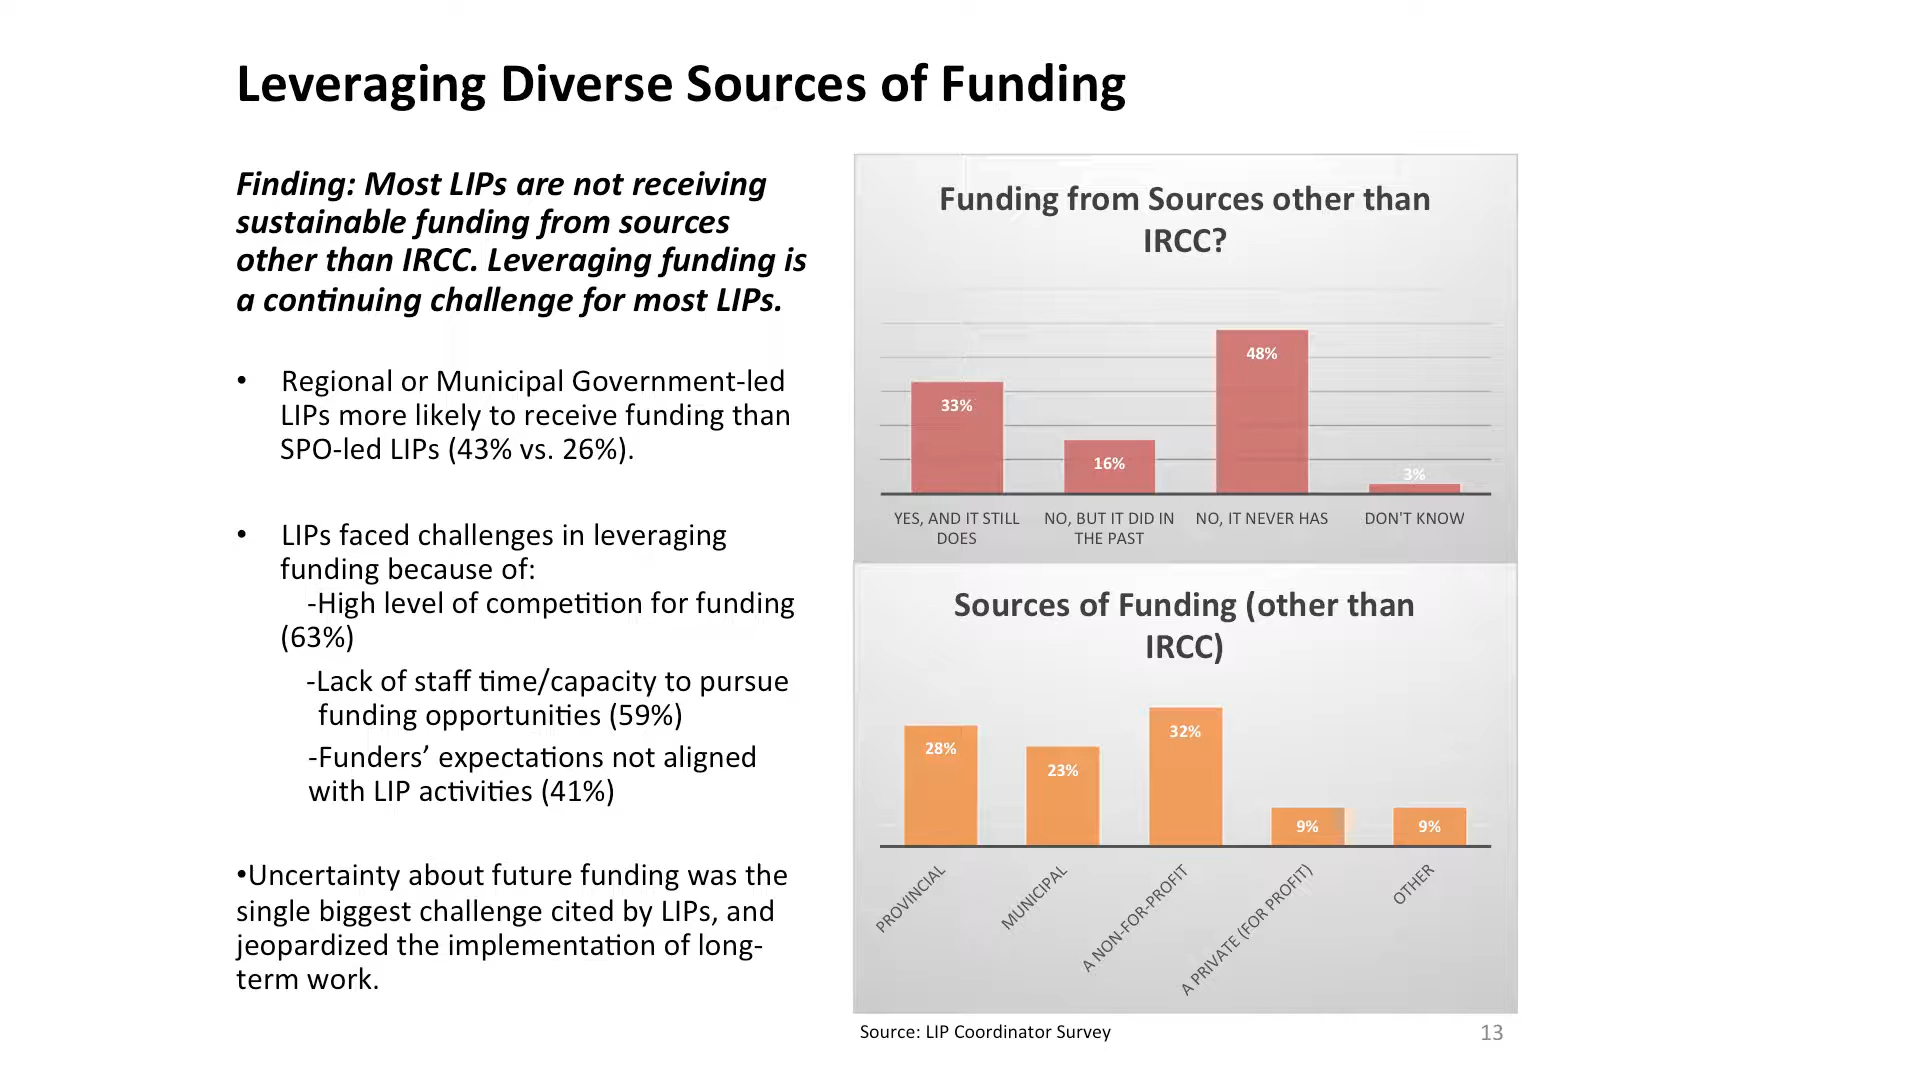 Leveraging Diverse Sources of Funding
Finding: Most LIPs are not receiving
sustainable funding from sources
other than IRCC. Leveraging funding is
a continuing challenge for most LIPs.
• Regional or Municipal Government-led
LIPs more likely to receive funding than
SPO-led LIPs (43% vs. 26%).
• LIPs faced challenges in leveraging
funding because of:
-High level of competition for funding
(63%)
-Lack of staff time/capacity to pursue
funding opportunities (59%)
-Funders’ expectations not aligned
with LIP activities (41%)
•Uncertainty about future funding was the
single biggest challenge cited by LIPs, and
jeopardized the implementation of long-
term work.
Funding from Sources other than
IRCC?
33%
16%
48%
3%
YES, AND IT STILL
DOES
NO, BUT IT DID IN
THE PAST
NO, IT NEVER HAS
DON'T KNOW
Sources of Funding (other than
IRCC)
28%
23%
32%
9%
9%
PROVINCIAL
MUNICIPAL
A NON-FOR-PROFIT
A PRIVATE (FOR PROFIT)
OTHER
Source: LIP Coordinator Survey
13